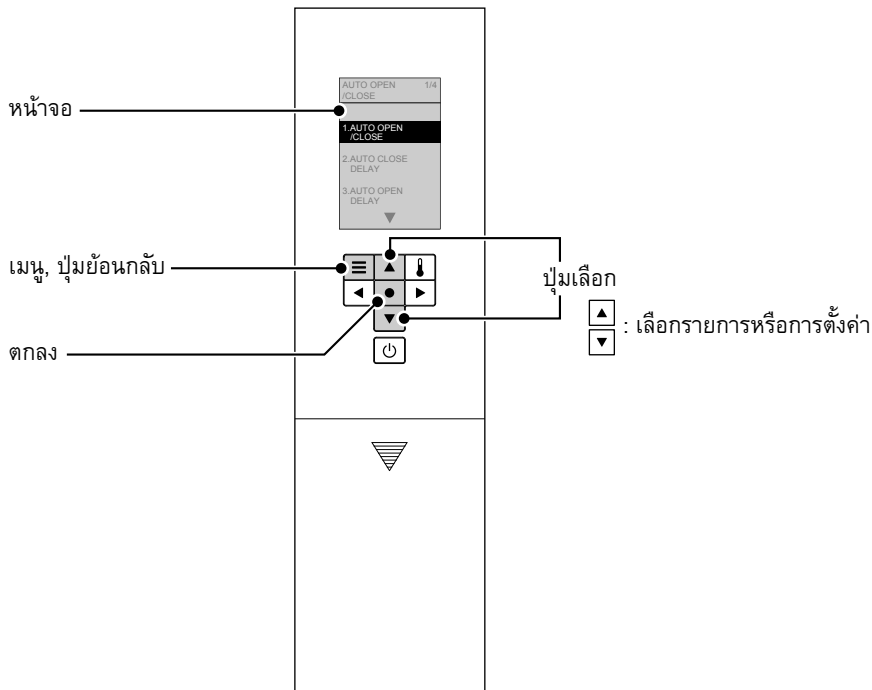 AUTO OPEN 1/4
/CLOSE
หน้าจอ
1.AUTO OPEN
/CLOSE
2.AUTO CLOSE
DELAY
3.AUTO OPEN
DELAY
เมนู, ปุ่มย้อนกลับ
ปุ่มเลือก
: เลือกรายการหรือการตั้งค่า
ตกลง